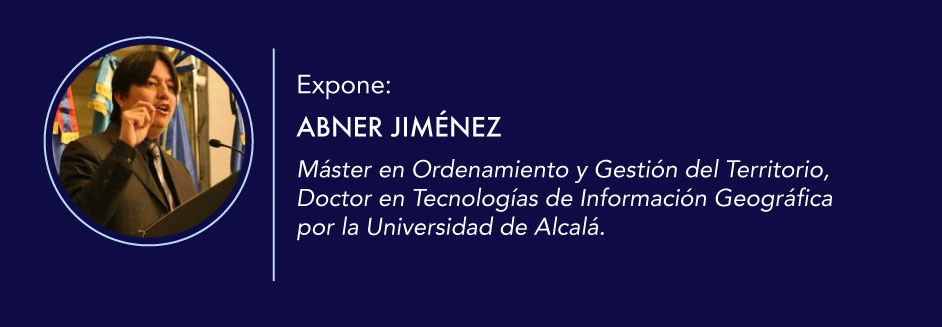 Expone:
ABNER JIMÉNEZ
Máster en Ordenamiento y Gestión del Territorio,
Doctor en Tecnologías de Información Geográfica
por la Universidad de Alcalá.